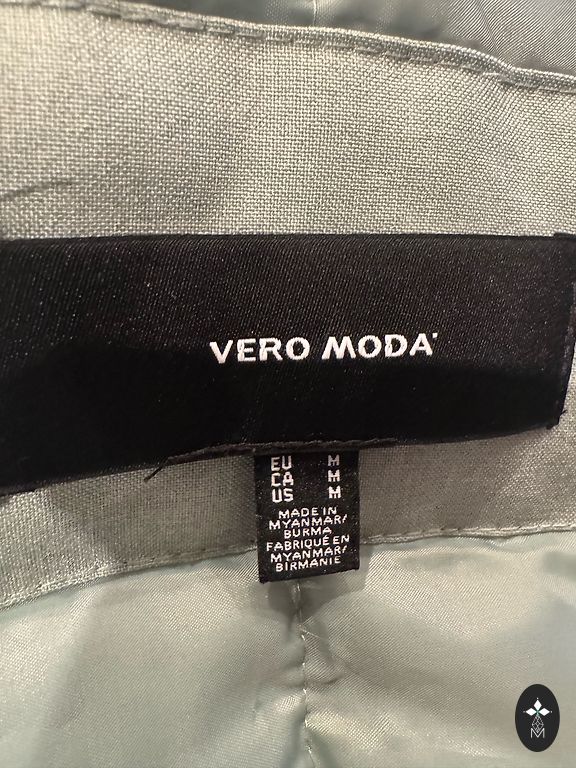 VERO MODA
EU M
CA M
US M
MADE IN
MYANMAR/
BURMA
FABRIQUÉ EN
MYANMAR/
BIRMANIE
M